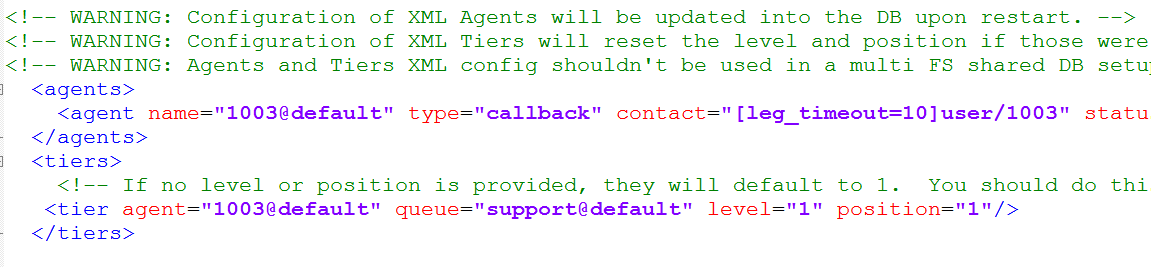 <!-- WARNING: Configuration of XML Agents will be updated into the DB upon restart. -->
<!-- WARNING: Configuration of XML Tiers will reset the level and position if those were
<!-- WARNING: Agents and Tiers XML config shouldn't be used in a multi FS shared DB setu
<agents>
<agent name="1003@default" type="callback" contact="[leg_timeout=10]user/1003" statu
</agents>
<tiers>
<!-- If no level or position is provided, they will default to 1.  You should do thi
<tier agent="1003@default" queue="support@default" level="1" position="1"/>
</tiers>